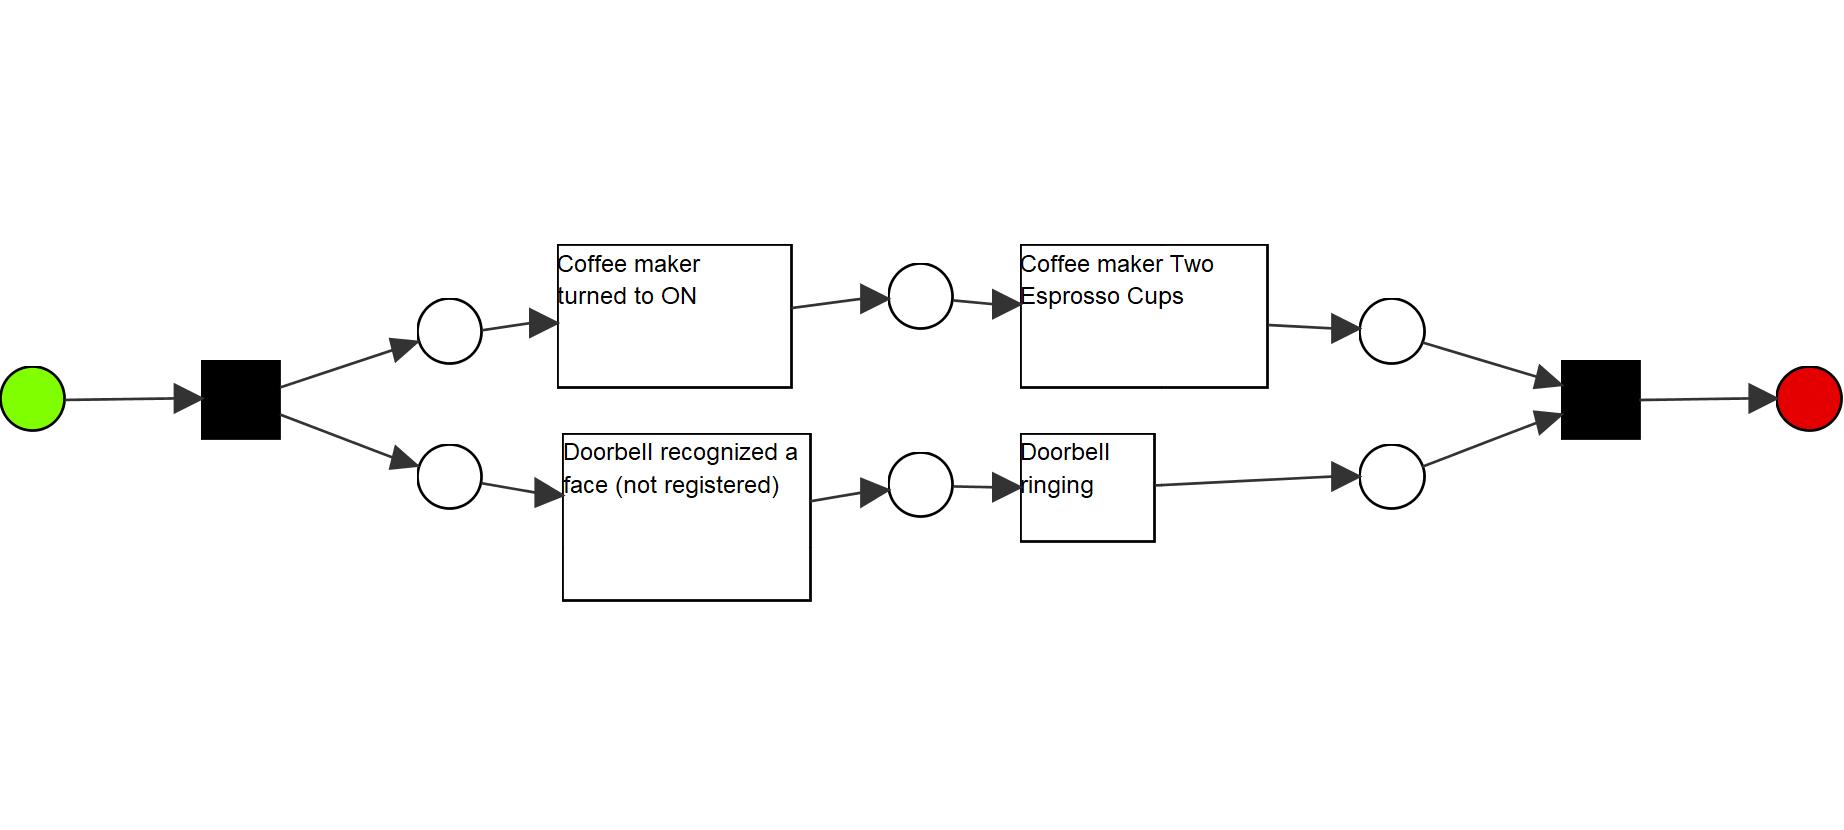 Coffee maker
turned to ON
Coffee maker Two
Esprosso Cups
Doorbell recognized a
face (not registered)
Doorbell
ringing